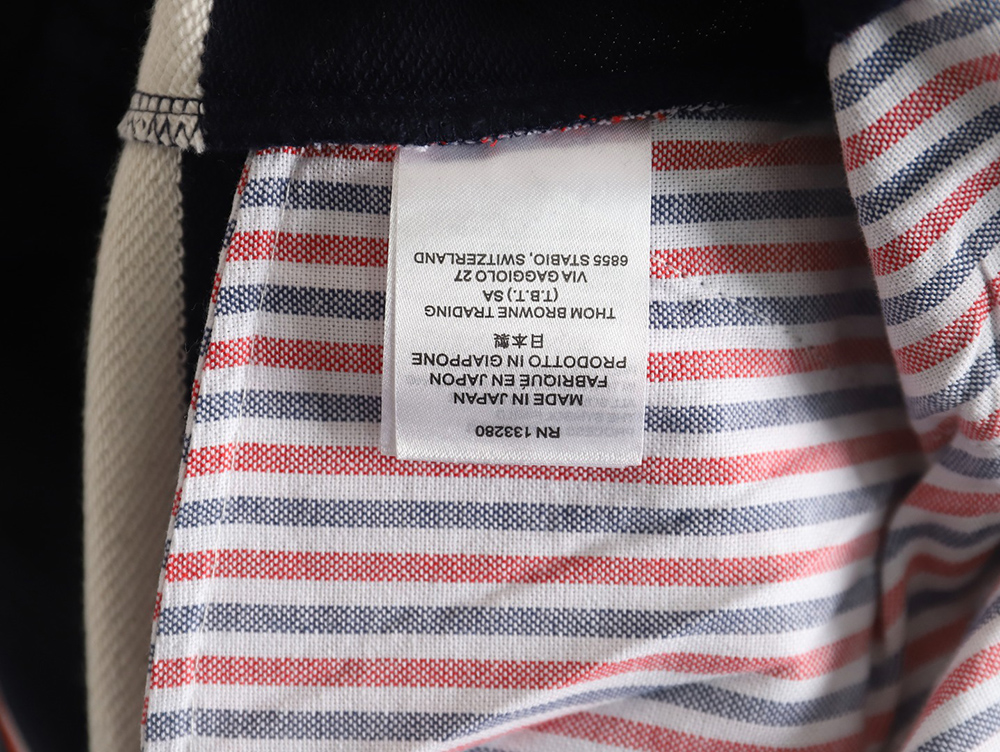 RN 133280
MADE IN JAPAN
FABRIQUE EN JAPON
PRODOTTO IN GIAPPONE
日本製
THOM BROWNE TRADING
(T.B.T.) SA
VIA GAGGIOLO 27
6855 STABIO, SWITZERLAND